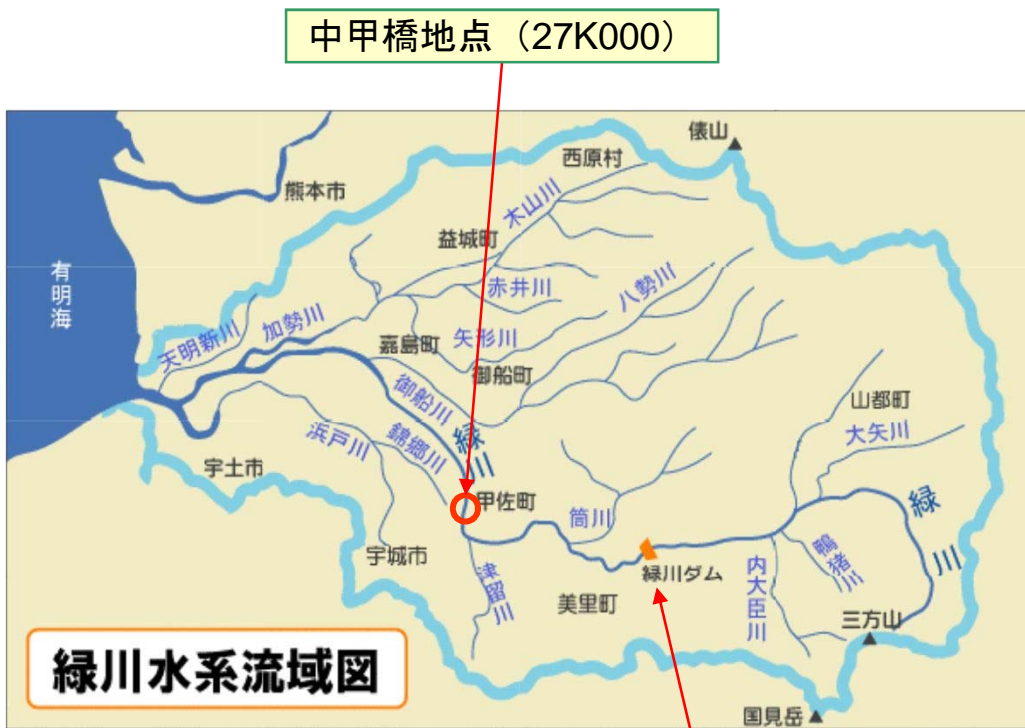 中甲橋地点（27K000）
俵山
西原村
熊本市
木山川
益城町
有明海
赤井川
八勢川
天明新川
加勢川
矢形川
嘉島町
御船町
御船川
緑川
山都町
大矢川
浜戸川
錦郷川
宇土市
甲佐町
筒川
緑川
鴨猪川
宇城市
津留川
緑川ダム
内大臣川
美里町
三方山
緑川水系流域図
国見岳